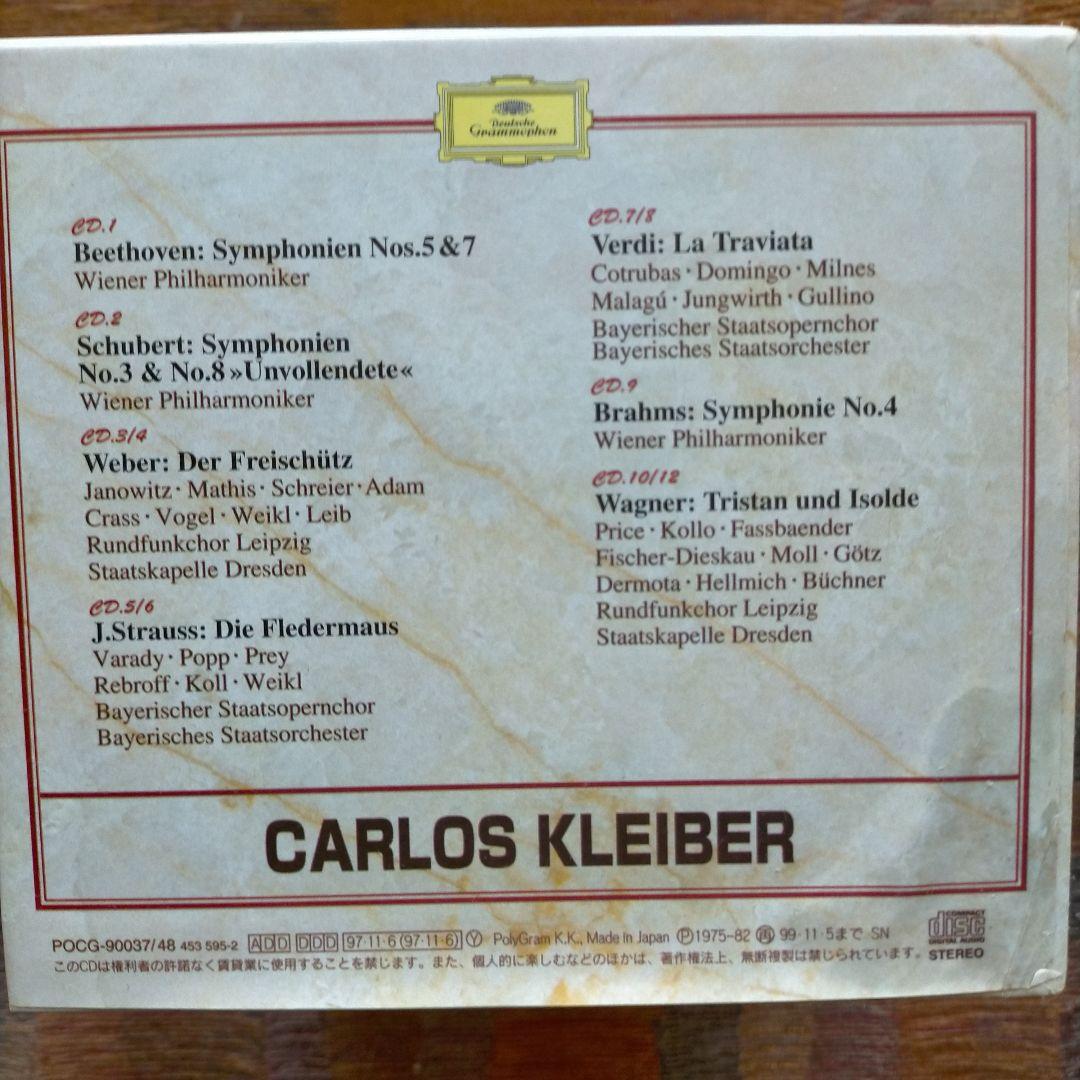 Deutsche
Grammophon
CD.1
Beethoven: Symphonien Nos.5 & 7
Wiener Philharmoniker
CD.2
Schubert: Symphonien
No.3 & No.8 »Unvollendete«
Wiener Philharmoniker
CD.3/4
Weber: Der Freischütz
Janowitz · Mathis · Schreier · Adam
Crass · Vogel · Weikl · Leib
Rundfunkchor Leipzig
Staatskapelle Dresden
CD.5/6
J.Strauss: Die Fledermaus
Varady · Popp · Prey
Rebroff · Koll · Weikl
Bayerischer Staatsopernchor
Bayerisches Staatsorchester
CD.7/8
Verdi: La Traviata
Cotrubas · Domingo · Milnes
Malagú · Jungwirth · Gullino
Bayerischer Staatsopernchor
Bayerisches Staatsorchester
CD.9
Brahms: Symphonie No.4
Wiener Philharmoniker
CD.10/12
Wagner: Tristan und Isolde
Price · Kollo · Fassbaender
Fischer-Dieskau · Moll · Götz
Dermota · Hellmich · Büchner
Rundfunkchor Leipzig
Staatskapelle Dresden
CARLOS KLEIBER
POCG-90037/48 453 595-2 ADD DDD 97·11·6 (97·11·6) Ⓨ PolyGram K.K., Made in Japan Ⓟ1975–82 ㊊ 99·11·5まで SN
このCDは権利者の許諾なく賃貸業に使用することを禁じます。また、個人的に楽しむなどのほかは、著作権法上、無断複製は禁じられています。
COMPACT
disc
DIGITAL AUDIO
STEREO